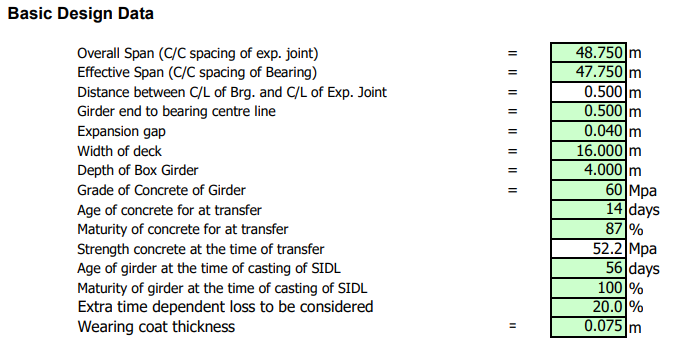 Basic Design Data
Overall Span (C/C spacing of exp. joint) = 48.750 m
Effective Span (C/C spacing of Bearing) = 47.750 m
Distance between C/L of Brg. and C/L of Exp. Joint = 0.500 m
Girder end to bearing centre line = 0.500 m
Expansion gap = 0.040 m
Width of deck = 16.000 m
Depth of Box Girder = 4.000 m
Grade of Concrete of Girder = 60 Mpa
Age of concrete for at transfer 14 days
Maturity of concrete for at transfer 87 %
Strength concrete at the time of transfer 52.2 Mpa
Age of girder at the time of casting of SIDL 56 days
Maturity of girder at the time of casting of SIDL 100 %
Extra time dependent loss to be considered 20.0 %
Wearing coat thickness = 0.075 m